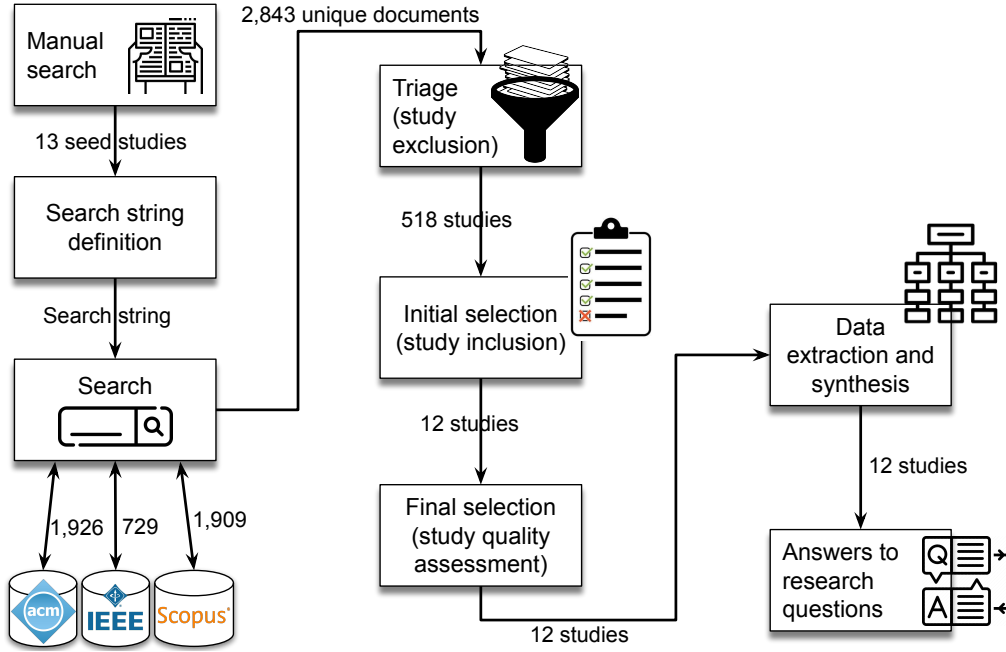 2,843 unique documents
Manual
search
13 seed studies
Search string
definition
Search string
Search
1,926
729
1,909
acm
IEEE
Scopus®
Triage
(study
exclusion)
518 studies
Initial selection
(study inclusion)
12 studies
Final selection
(study quality
assessment)
12 studies
Data
extraction and
synthesis
12 studies
Answers to
research
questions
Q
A